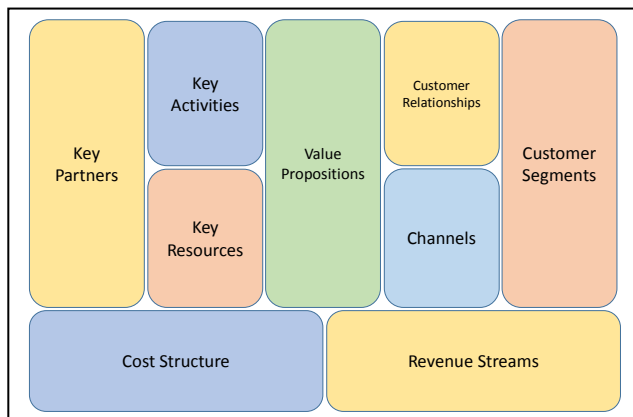 Key
Partners
Key
Activities
Key
Resources
Value
Propositions
Customer
Relationships
Channels
Customer
Segments
Cost Structure
Revenue Streams